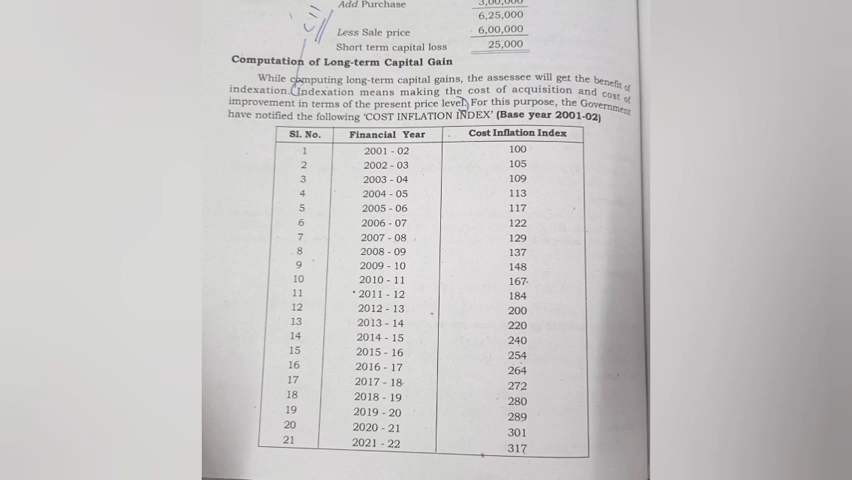 Add Purchase 3,00,000
6,25,000
Less Sale price 6,00,000
Short term capital loss 25,000
Computation of Long-term Capital Gain
While computing long-term capital gains, the assessee will get the benefit of
indexation. (Indexation means making the cost of acquisition and cost of
improvement in terms of the present price level.) For this purpose, the Government
have notified the following 'COST INFLATION INDEX' (Base year 2001-02)
Sl. No. Financial Year Cost Inflation Index
1 2001 - 02 100
2 2002 - 03 105
3 2003 - 04 109
4 2004 - 05 113
5 2005 - 06 117
6 2006 - 07 122
7 2007 - 08 129
8 2008 - 09 137
9 2009 - 10 148
10 2010 - 11 167
11 2011 - 12 184
12 2012 - 13 200
13 2013 - 14 220
14 2014 - 15 240
15 2015 - 16 254
16 2016 - 17 264
17 2017 - 18 272
18 2018 - 19 280
19 2019 - 20 289
20 2020 - 21 301
21 2021 - 22 317